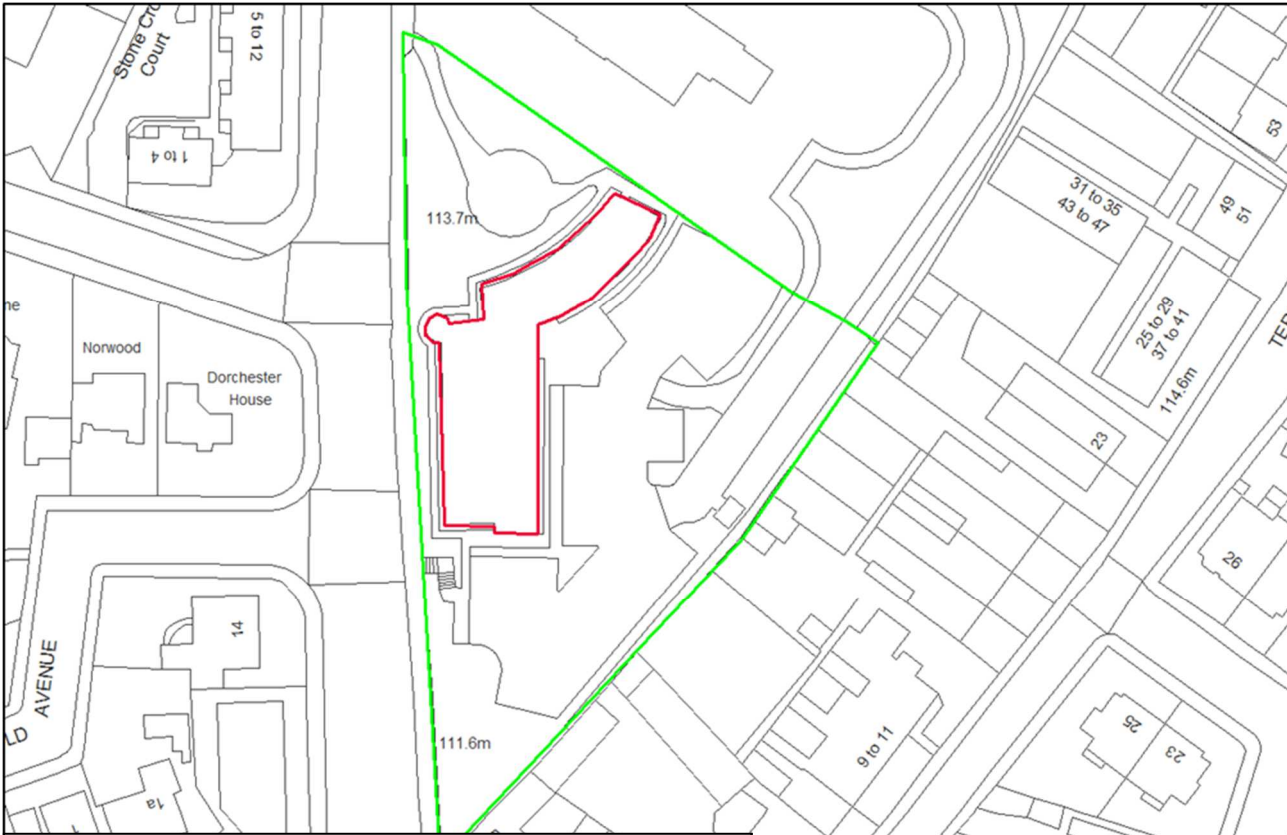 Stone Cro
Court
5 to 12
1 to 4
113.7m
ne
Norwood
Dorchester
House
AVENUE
LD
14
1a
111.6m
53
49
51
31 to 35
43 to 47
25 to 29
37 to 41
114.6m
TER
23
26
9 to 11
25
23